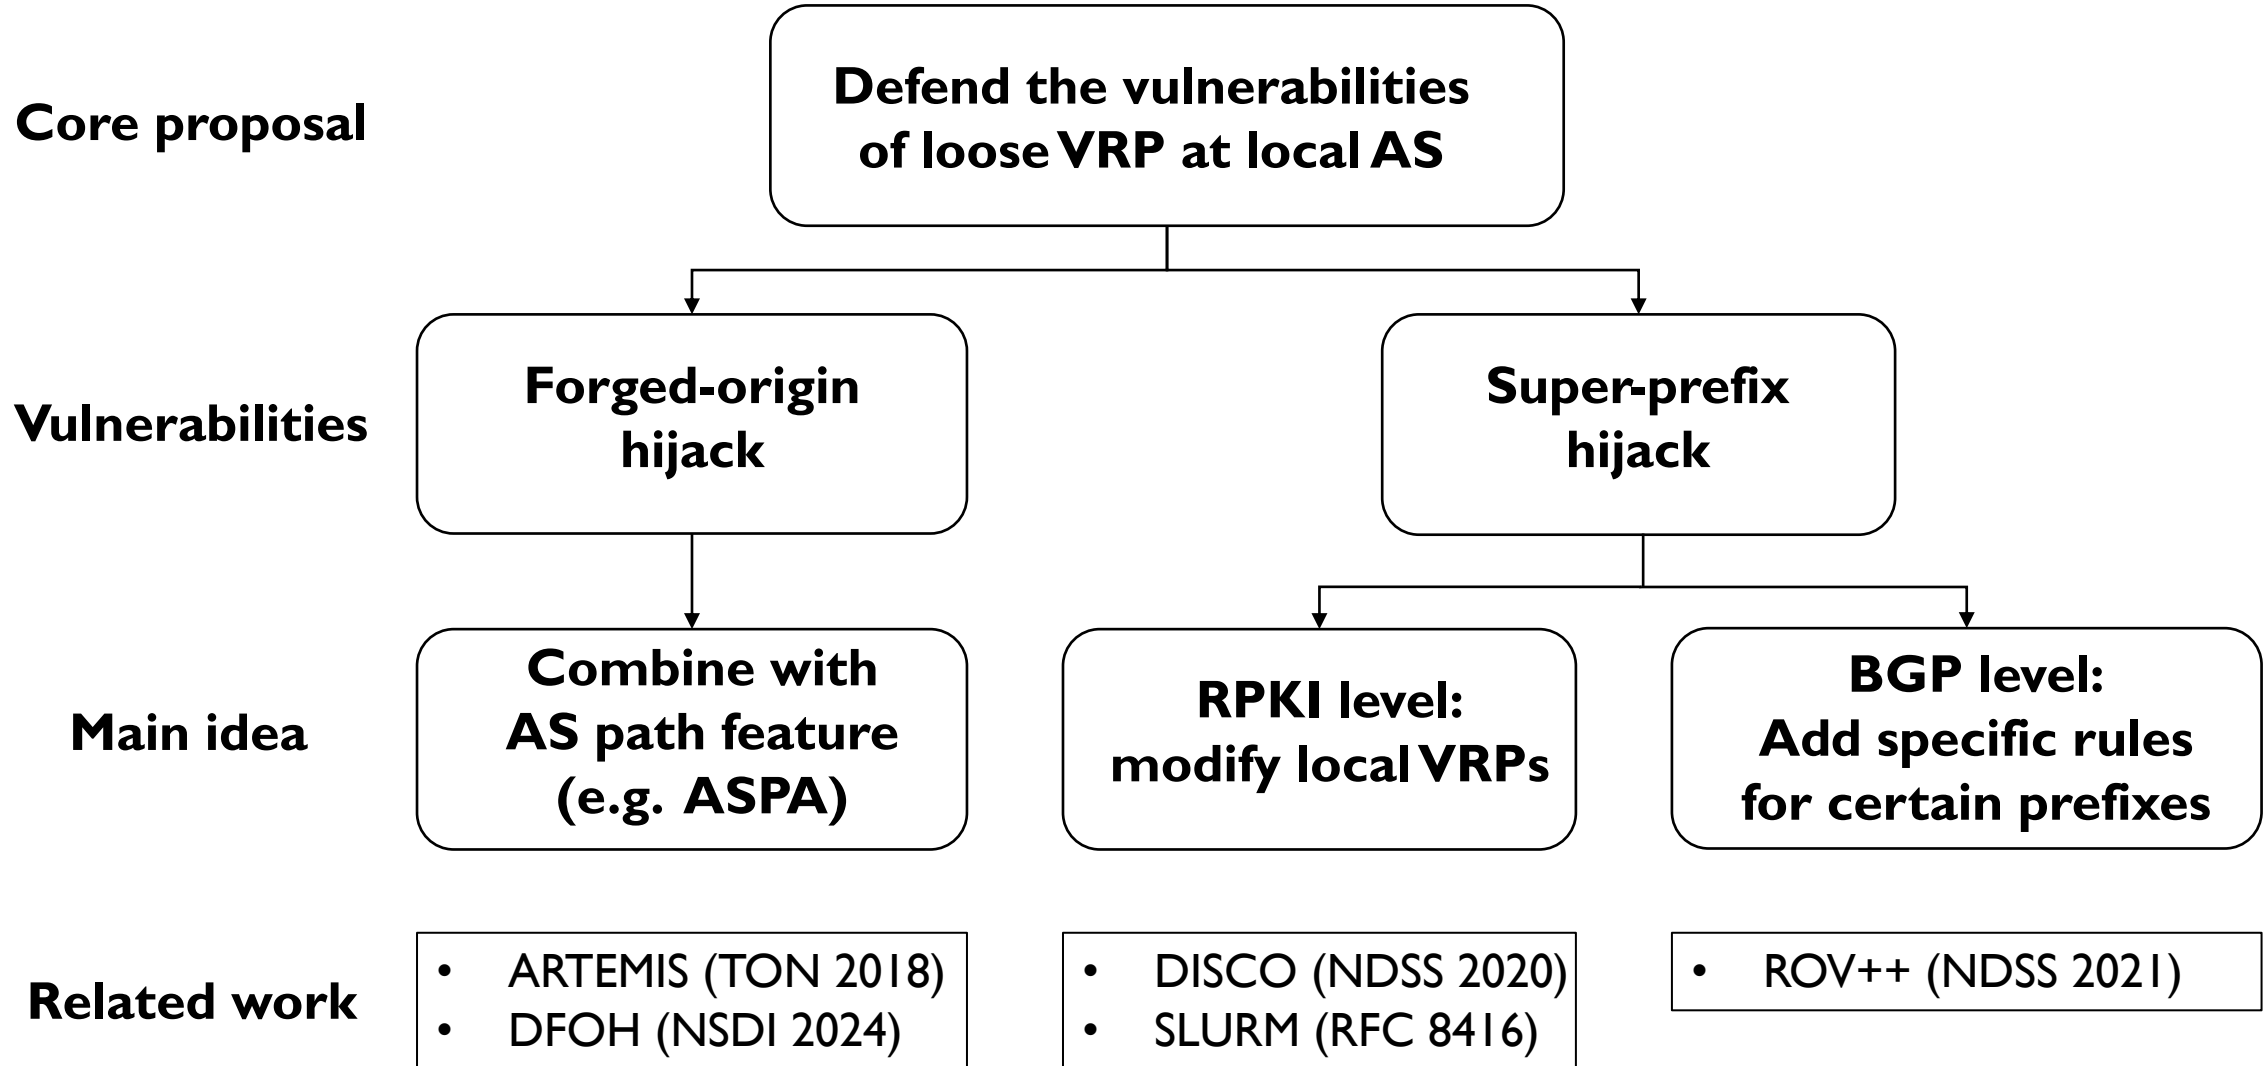 Core proposal
Defend the vulnerabilities
of loose VRP at local AS
Vulnerabilities
Forged-origin
hijack
Super-prefix
hijack
Main idea
Combine with
AS path feature
(e.g. ASPA)
RPKI level:
modify local VRPs
BGP level:
Add specific rules
for certain prefixes
Related work
• ARTEMIS (TON 2018)
• DFOH (NSDI 2024)
• DISCO (NDSS 2020)
• SLURM (RFC 8416)
• ROV++ (NDSS 2021)